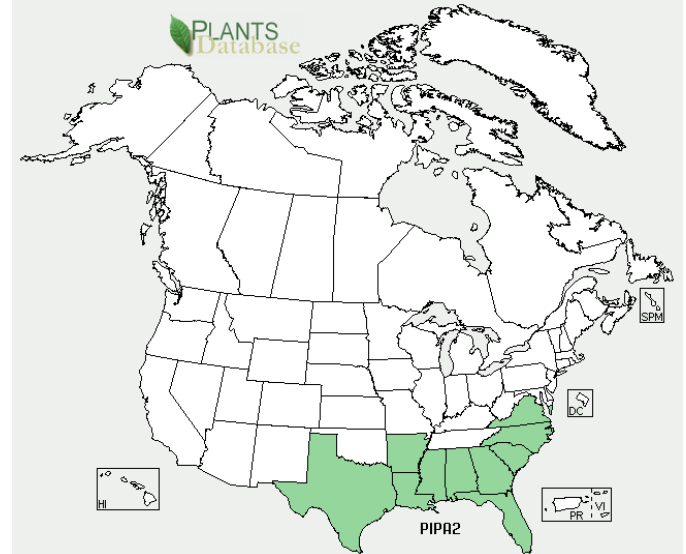 PLANTS
Database
SPM
DC
HI
PR
VI
PIPA2